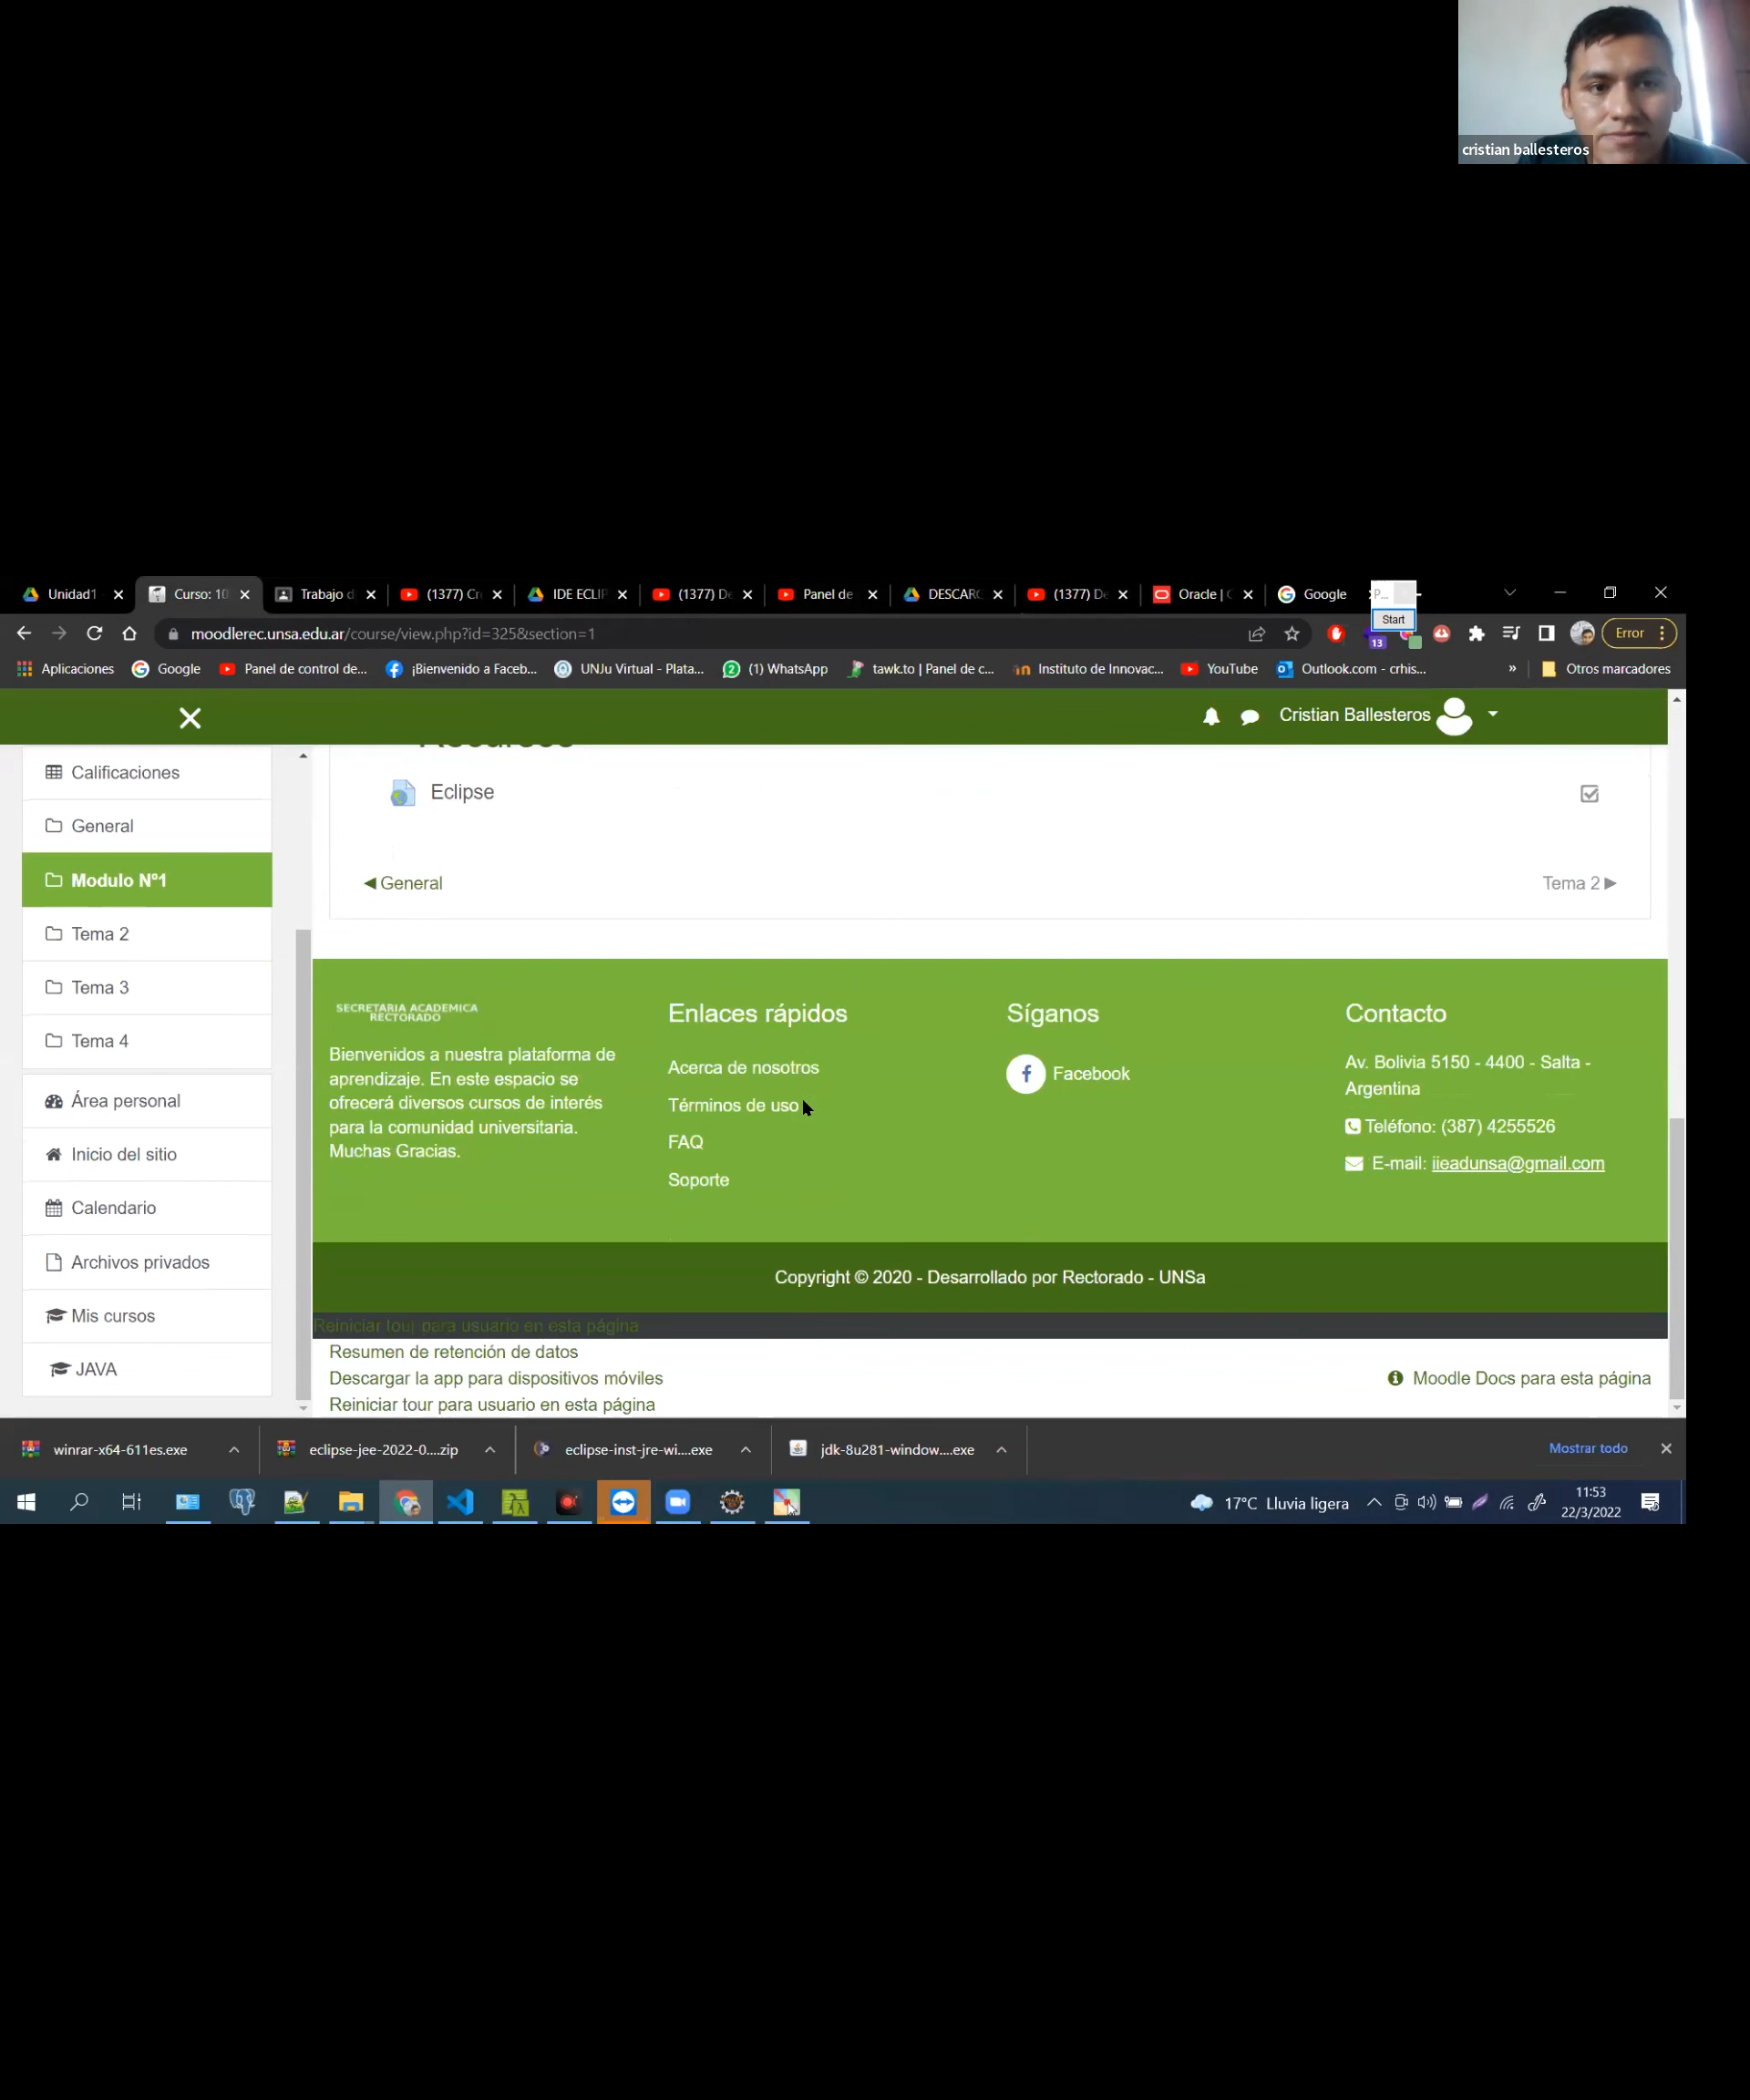 cristian ballesteros
Unidad1
Curso: 10
Trabajo d
(1377) Cr
IDE ECLIP
(1377) De
Panel de
DESCARG
(1377) De
Oracle | C
Google
P...
Start
moodlerec.unsa.edu.ar/course/view.php?id=325&section=1
13
Error
Aplicaciones
Google
Panel de control de...
¡Bienvenido a Faceb...
UNJu Virtual - Plata...
(1) WhatsApp
tawk.to | Panel de c...
Instituto de Innovac...
YouTube
Outlook.com - crhis...
»
Otros marcadores
Cristian Ballesteros
Calificaciones
General
Modulo Nº1
Tema 2
Tema 3
Tema 4
Área personal
Inicio del sitio
Calendario
Archivos privados
Mis cursos
JAVA
Recursos
Eclipse
◀ General
Tema 2 ▶
SECRETARIA ACADEMICA
RECTORADO
Bienvenidos a nuestra plataforma de
aprendizaje. En este espacio se
ofrecerá diversos cursos de interés
para la comunidad universitaria.
Muchas Gracias.
Enlaces rápidos
Acerca de nosotros
Términos de uso
FAQ
Soporte
Síganos
Facebook
Contacto
Av. Bolivia 5150 - 4400 - Salta -
Argentina
Teléfono: (387) 4255526
E-mail: iieadunsa@gmail.com
Copyright © 2020 - Desarrollado por Rectorado - UNSa
Reiniciar tour para usuario en esta página
Resumen de retención de datos
Descargar la app para dispositivos móviles
Reiniciar tour para usuario en esta página
Moodle Docs para esta página
winrar-x64-611es.exe
eclipse-jee-2022-0....zip
eclipse-inst-jre-wi....exe
jdk-8u281-window....exe
Mostrar todo
17°C Lluvia ligera
11:53
22/3/2022